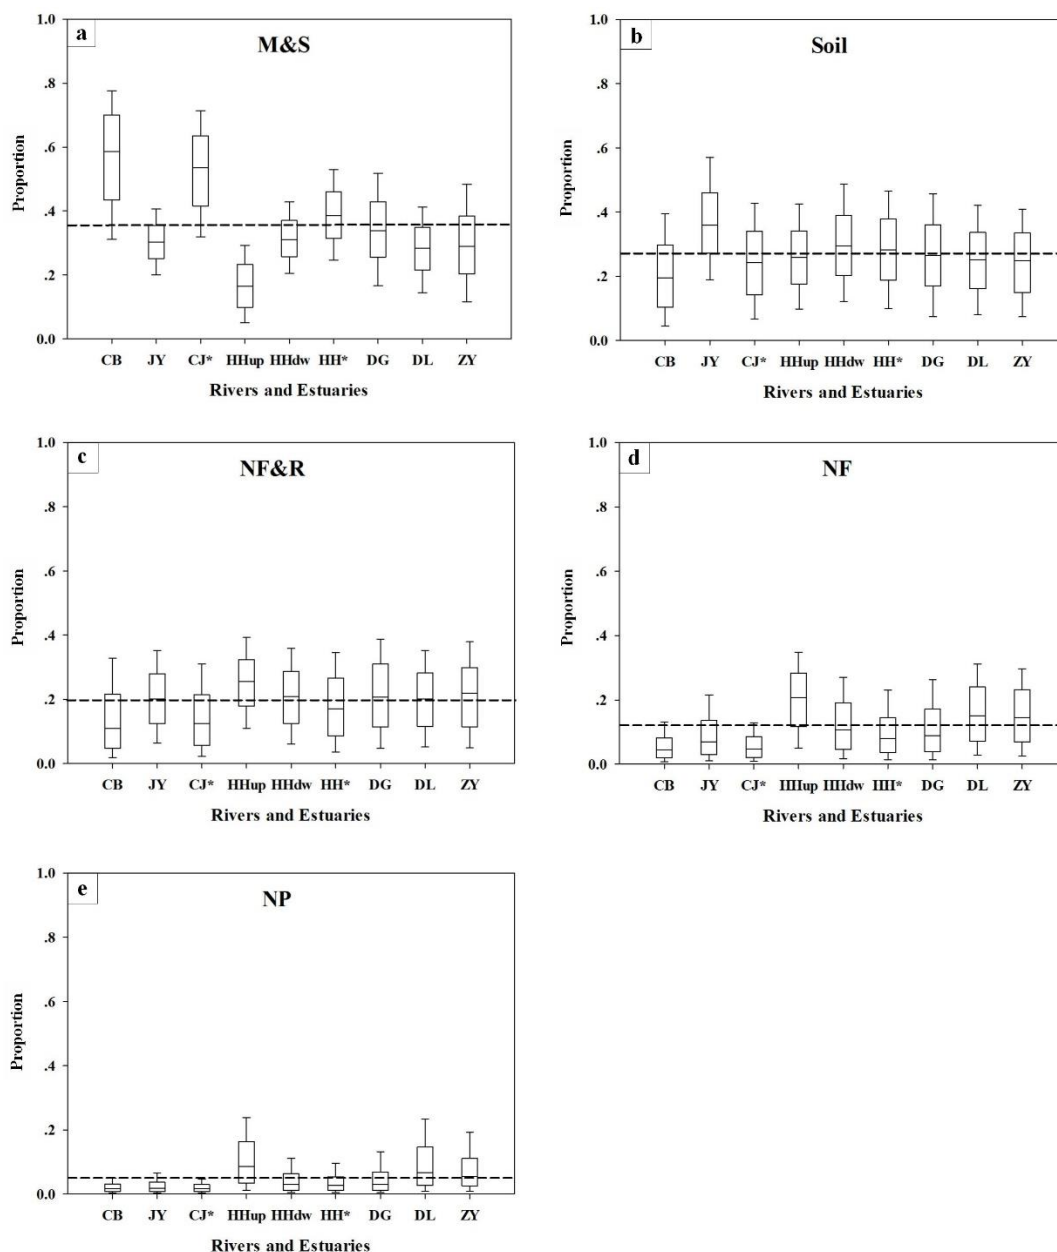 a
M&S
1.0
.8
.6
.4
.2
0.0
Proportion
CB JY CJ* HHup HHdw HH* DG DL ZY
Rivers and Estuaries
b
Soil
1.0
.8
.6
.4
.2
0.0
Proportion
CB JY CJ* HHup HHdw HH* DG DL ZY
Rivers and Estuaries
c
NF&R
1.0
.8
.6
.4
.2
0.0
Proportion
CB JY CJ* HHup HHdw HH* DG DL ZY
Rivers and Estuaries
d
NF
1.0
.8
.6
.4
.2
0.0
Proportion
CB JY CJ* HHup HHdw HH* DG DL ZY
Rivers and Estuaries
e
NP
1.0
.8
.6
.4
.2
0.0
Proportion
CB JY CJ* HHup HHdw HH* DG DL ZY
Rivers and Estuaries